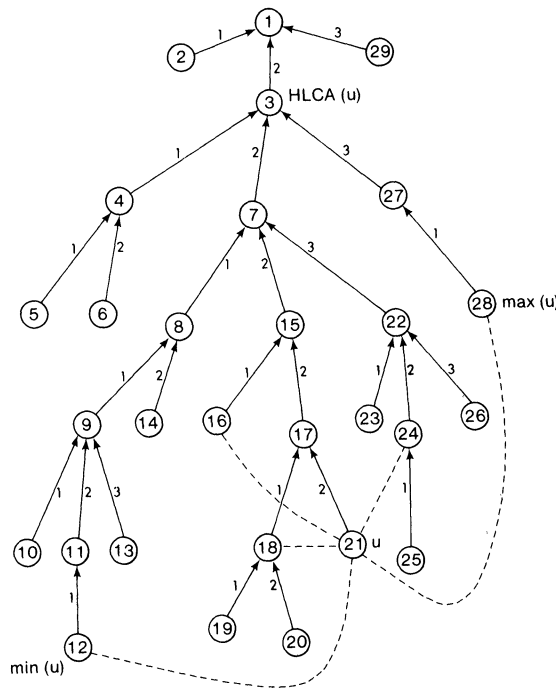 1
1 3
2 29
2
3 HLCA (u)
1 2 3
4 27
7
1 2 1
1 2 3
5 6 28 max (u)
8 15 22
1 2 1 2 1 2 3
9 14 16 17 23 24 26
1 2 3 1 2 1
10 11 13 18 21 u 25
1 1 2
19 20
12
min (u)